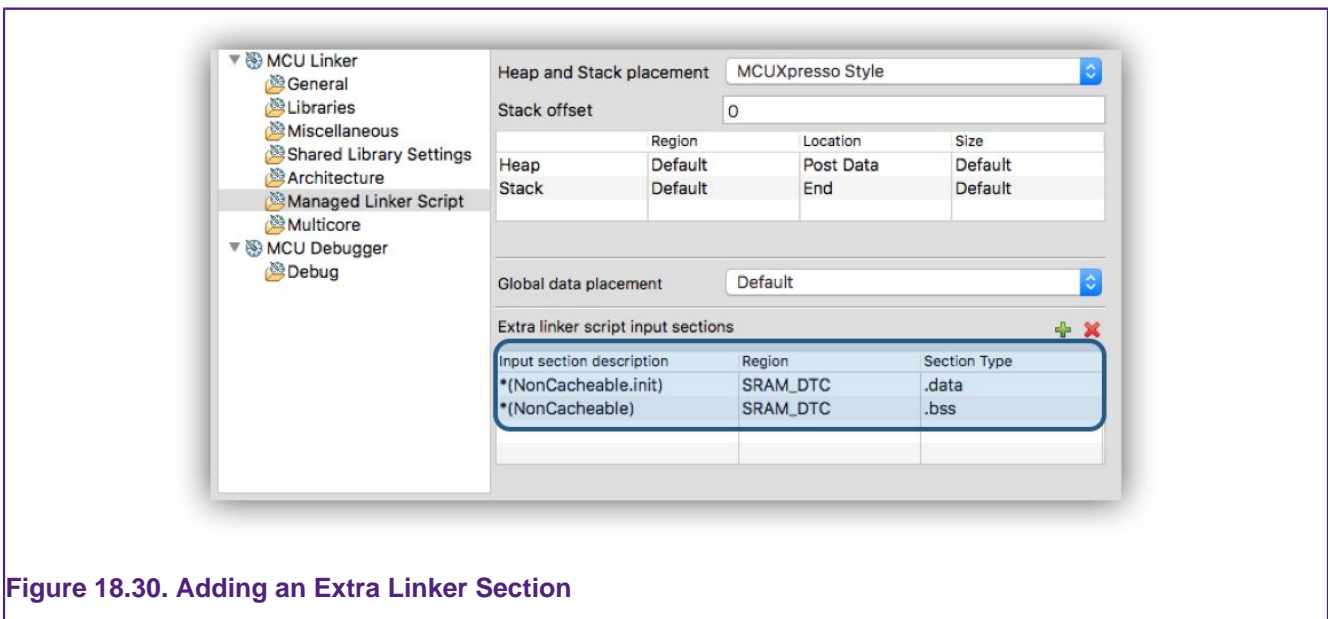 MCU Linker
General
Libraries
Miscellaneous
Shared Library Settings
Architecture
Managed Linker Script
Multicore
MCU Debugger
Debug
Heap and Stack placement MCUXpresso Style
Stack offset 0
Region Location Size
Heap Default Post Data Default
Stack Default End Default
Global data placement Default
Extra linker script input sections
Input section description Region Section Type
*(NonCacheable.init) SRAM_DTC .data
*(NonCacheable) SRAM_DTC .bss
Figure 18.30. Adding an Extra Linker Section